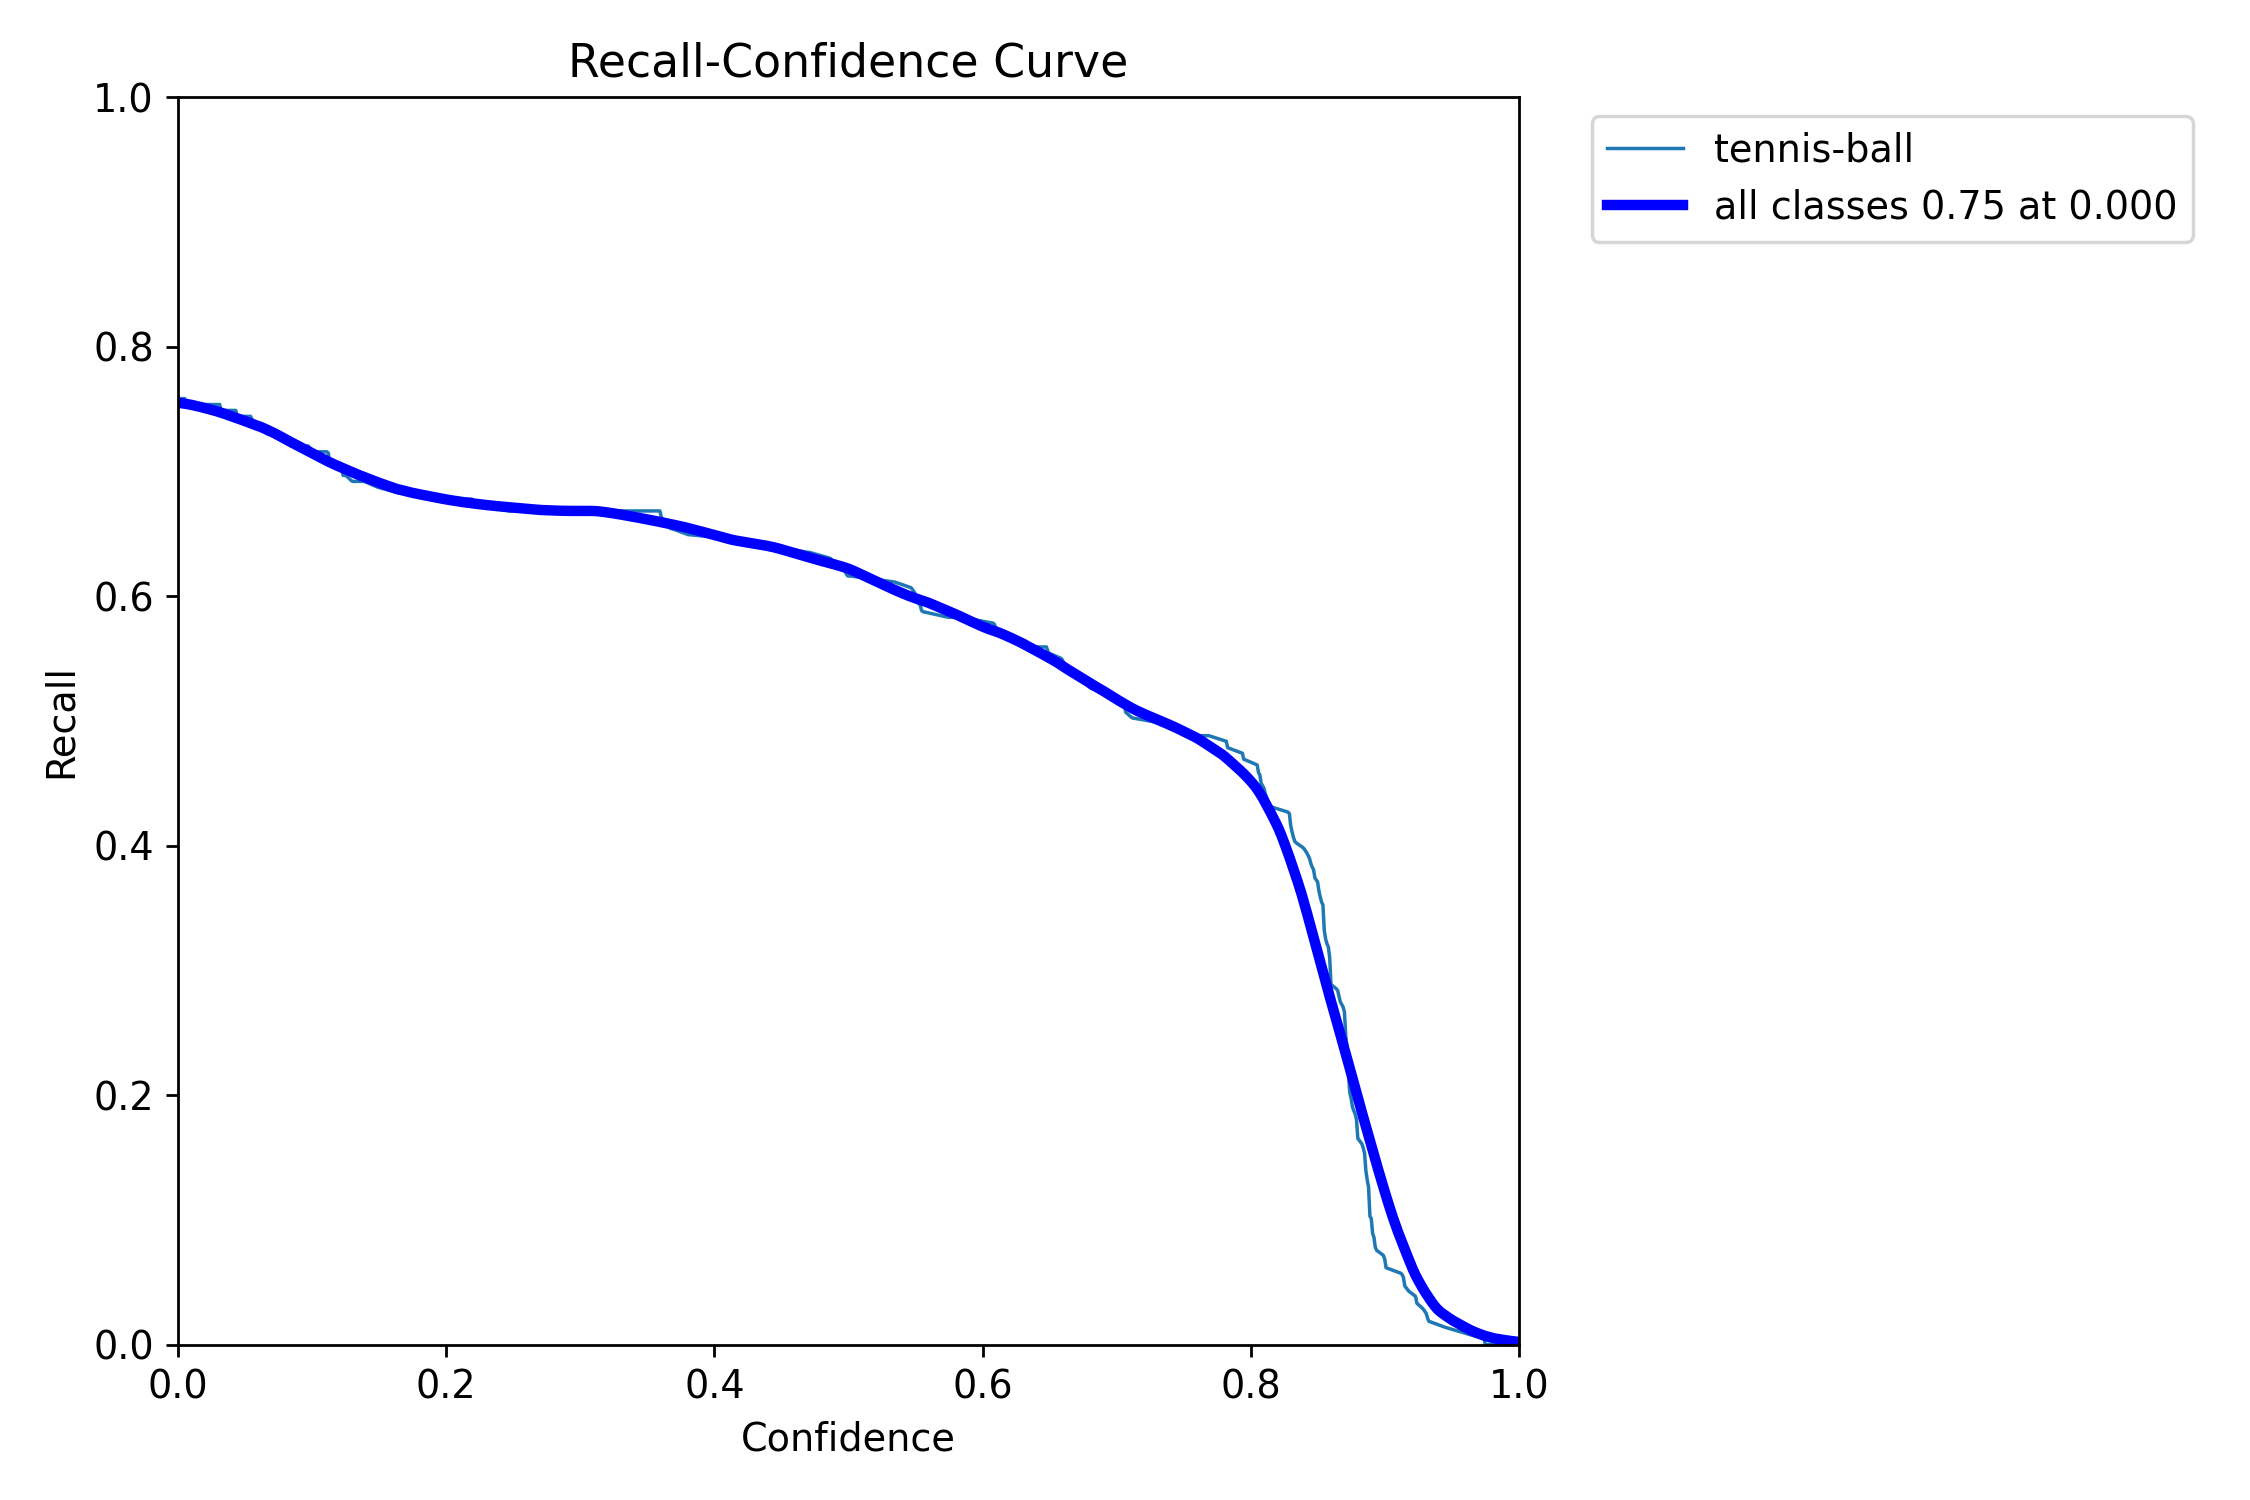 Recall-Confidence Curve
1.0
0.8
0.6
0.4
0.2
0.0
Recall
0.0 0.2 0.4 0.6 0.8 1.0
Confidence
tennis-ball
all classes 0.75 at 0.000